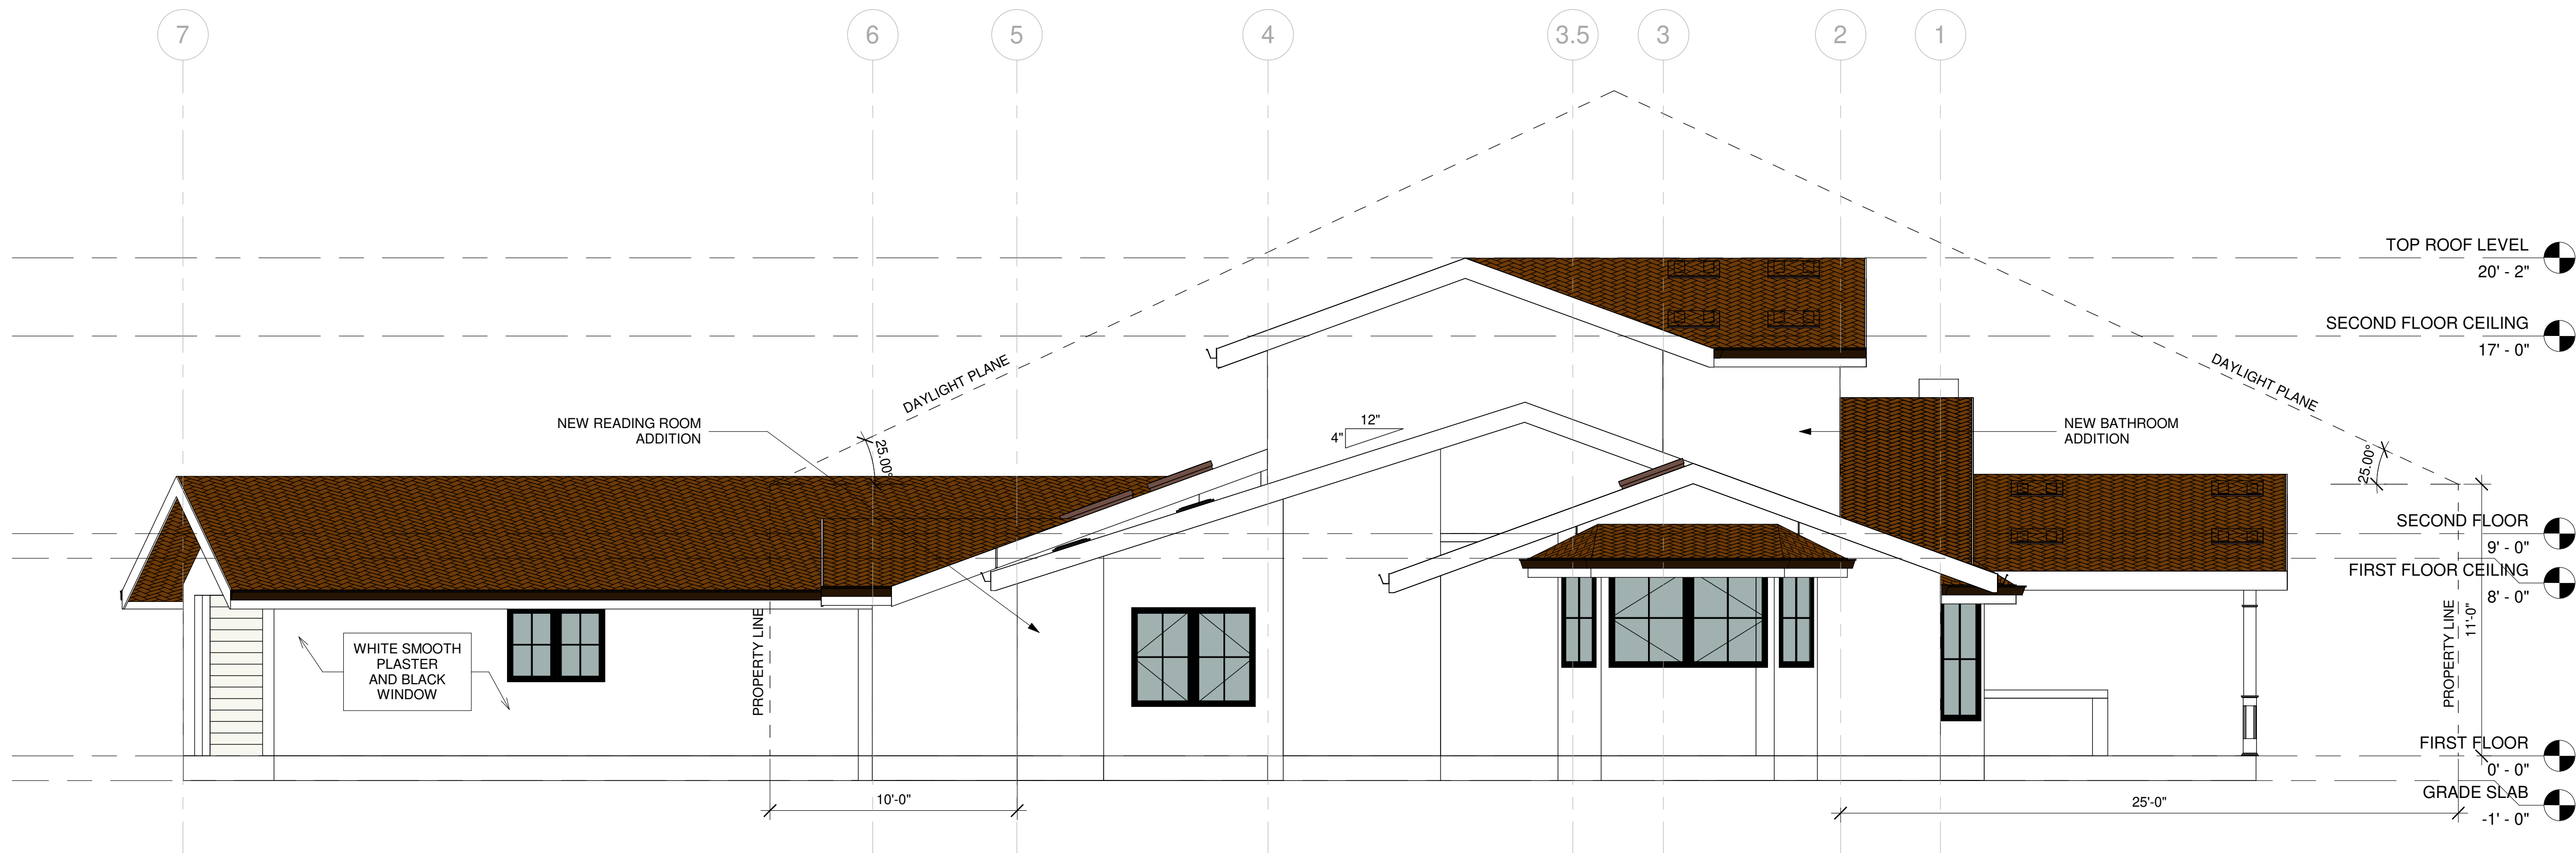 7
6
5
4
3.5
3
2
1
TOP ROOF LEVEL
20' - 2"
SECOND FLOOR CEILING
17' - 0"
DAYLIGHT PLANE
DAYLIGHT PLANE
NEW READING ROOM
ADDITION
25.00°
12"
4"
NEW BATHROOM
ADDITION
25.00°
SECOND FLOOR
9' - 0"
FIRST FLOOR CEILING
8' - 0"
WHITE SMOOTH
PLASTER
AND BLACK
WINDOW
PROPERTY LINE
PROPERTY LINE
11'-0"
FIRST FLOOR
0' - 0"
GRADE SLAB
-1' - 0"
10'-0"
25'-0"